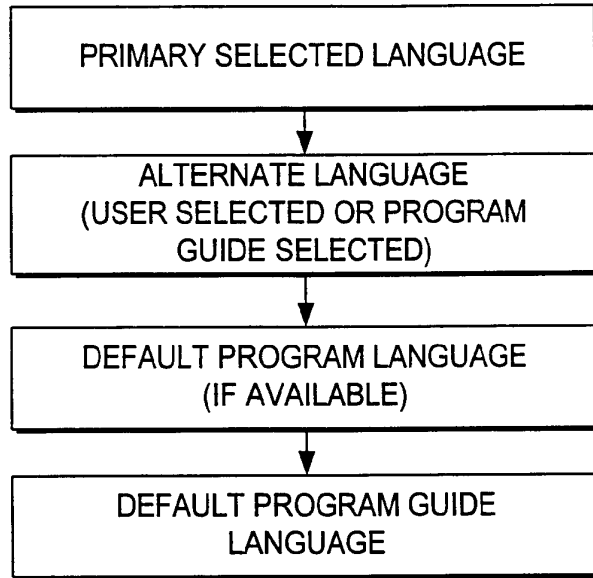 PRIMARY SELECTED LANGUAGE
ALTERNATE LANGUAGE
(USER SELECTED OR PROGRAM
GUIDE SELECTED)
DEFAULT PROGRAM LANGUAGE
(IF AVAILABLE)
DEFAULT PROGRAM GUIDE
LANGUAGE